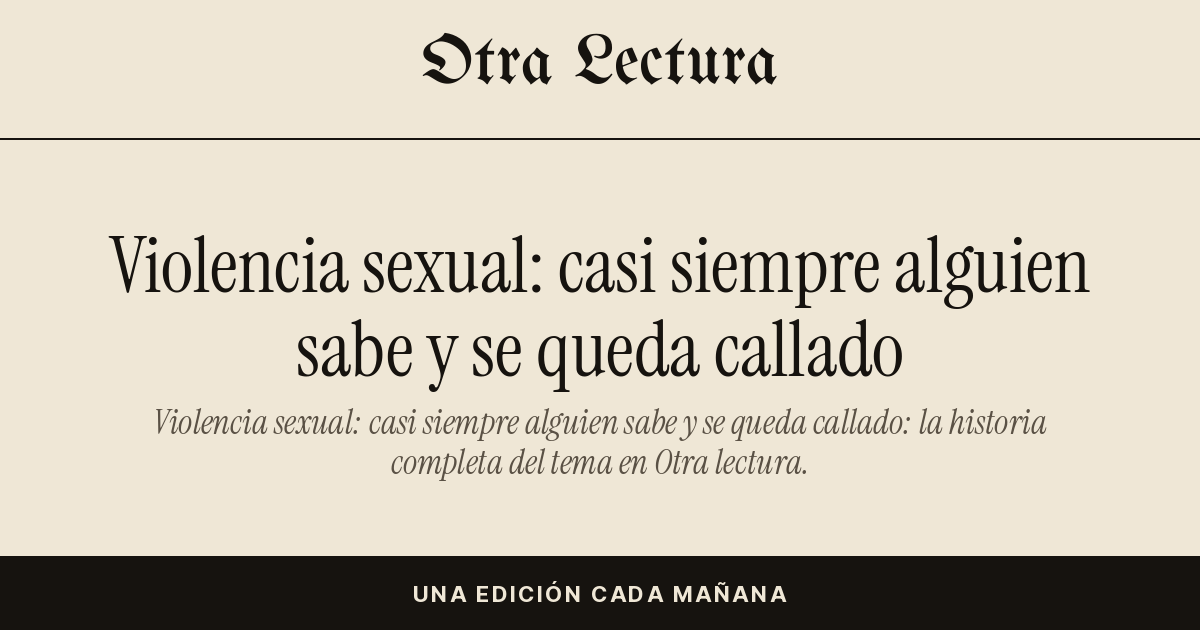 Otra Lectura
Violencia sexual: casi siempre alguien
sabe y se queda callado
Violencia sexual: casi siempre alguien sabe y se queda callado: la historia
completa del tema en Otra lectura.
UNA EDICIÓN CADA MAÑANA